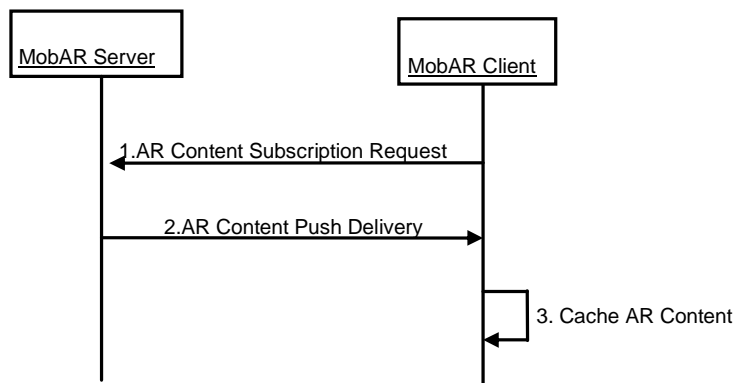 MobAR Server
MobAR Client
1.AR Content Subscription Request
2.AR Content Push Delivery
3. Cache AR Content